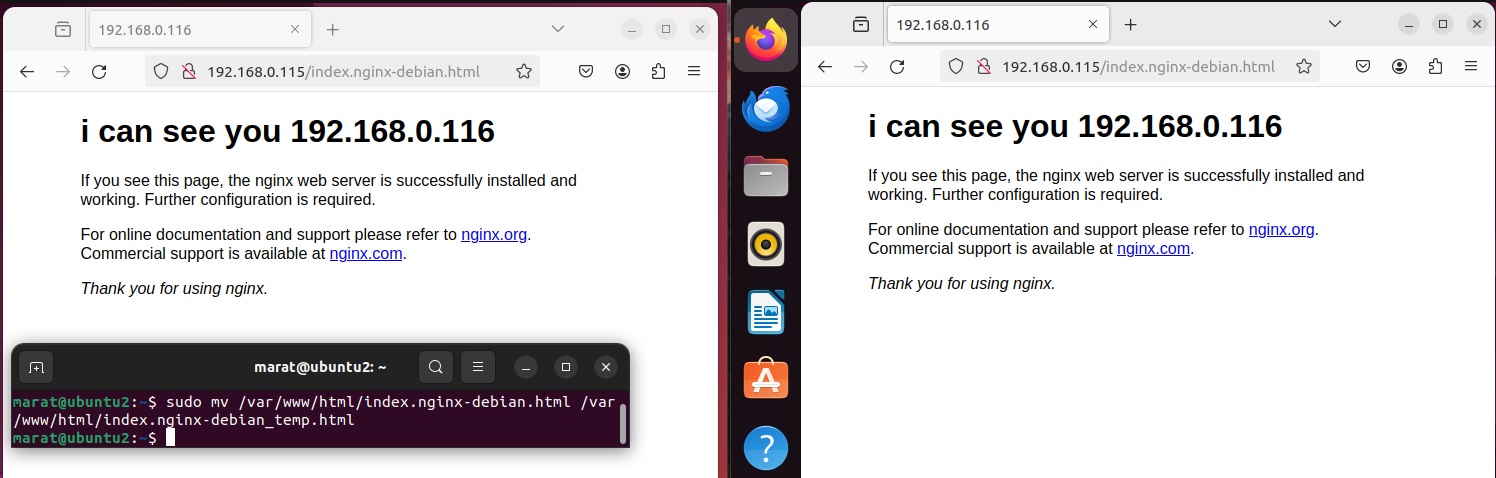 192.168.0.116
192.168.0.115/index.nginx-debian.html
i can see you 192.168.0.116
If you see this page, the nginx web server is successfully installed and
working. Further configuration is required.
For online documentation and support please refer to nginx.org.
Commercial support is available at nginx.com.
Thank you for using nginx.
marat@ubuntu2: ~
marat@ubuntu2:~$ sudo mv /var/www/html/index.nginx-debian.html /var
/www/html/index.nginx-debian_temp.html
marat@ubuntu2:~$
192.168.0.116
192.168.0.115/index.nginx-debian.html
i can see you 192.168.0.116
If you see this page, the nginx web server is successfully installed and
working. Further configuration is required.
For online documentation and support please refer to nginx.org.
Commercial support is available at nginx.com.
Thank you for using nginx.